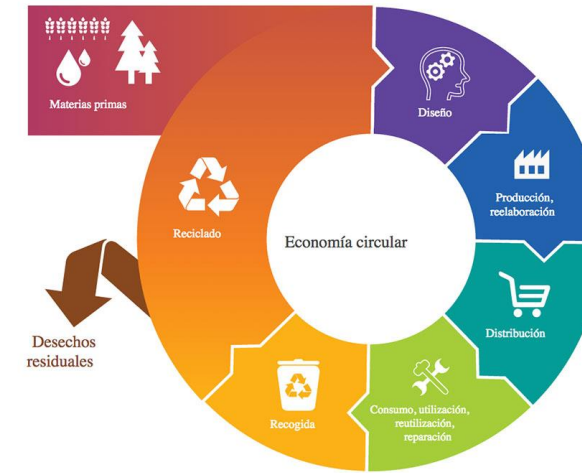 Materias primas
Diseño
Producción,
reelaboración
Reciclado
Economía circular
Distribución
Desechos
residuales
Consumo, utilización,
reutilización,
reparación
Recogida